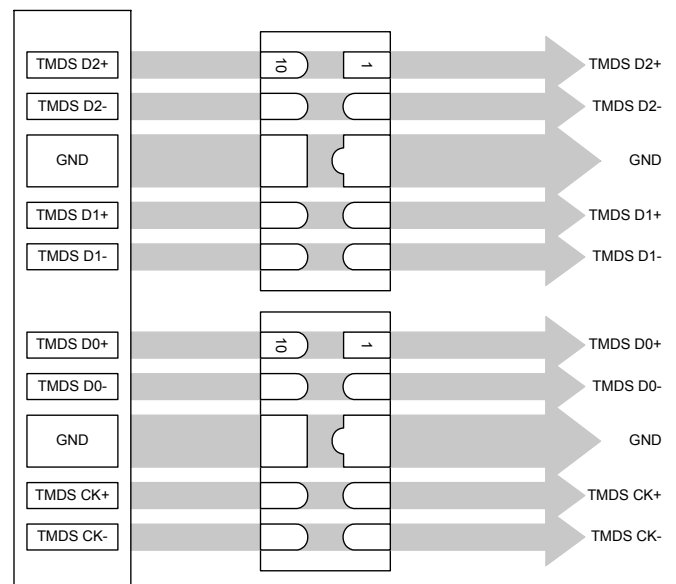 TMDS D2+ 10 1 TMDS D2+
TMDS D2- TMDS D2-
GND GND
TMDS D1+ TMDS D1+
TMDS D1- TMDS D1-
TMDS D0+ 10 1 TMDS D0+
TMDS D0- TMDS D0-
GND GND
TMDS CK+ TMDS CK+
TMDS CK- TMDS CK-